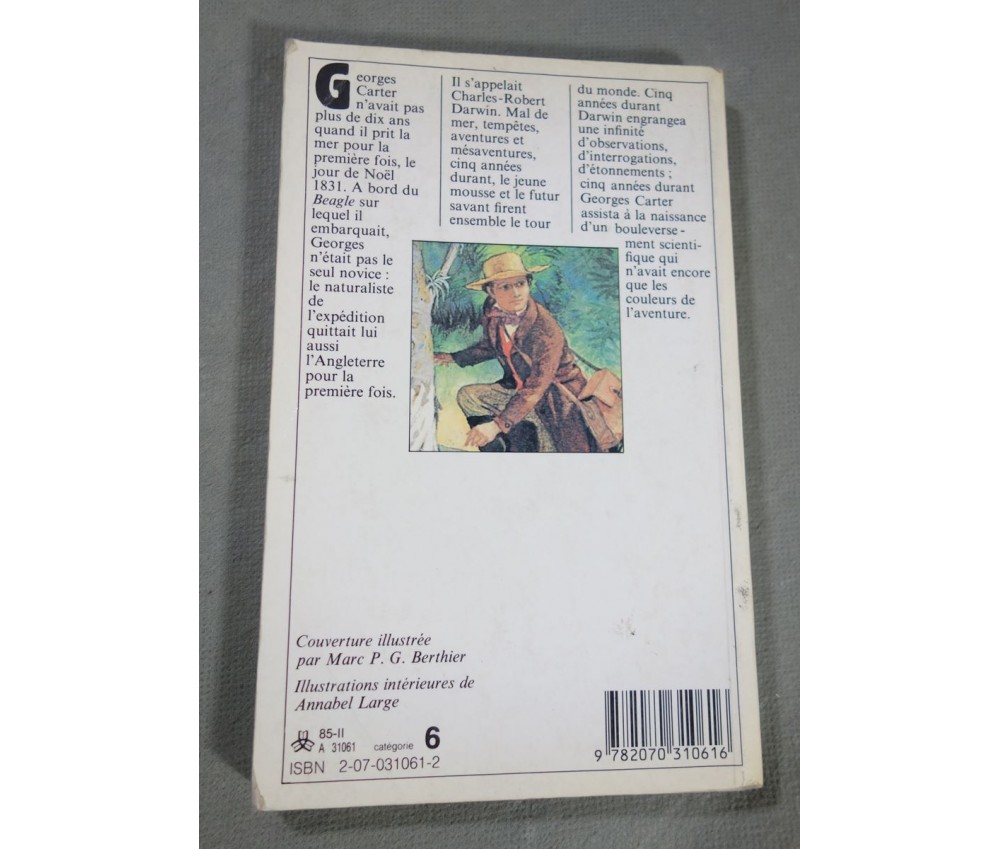 Georges
Carter
n'avait pas
plus de dix ans
quand il prit la
mer pour la
première fois, le
jour de Noël
1831. A bord du
Beagle sur
lequel il
embarquait,
Georges
n'était pas le
seul novice :
le naturaliste
de
l'expédition
quittait lui
aussi
l'Angleterre
pour la
première fois.
Il s'appelait
Charles-Robert
Darwin. Mal de
mer, tempêtes,
aventures et
mésaventures,
cinq années
durant, le jeune
mousse et le futur
savant firent
ensemble le tour
du monde. Cinq
années durant
Darwin engrangea
une infinité
d'observations,
d'interrogations,
d'étonnements ;
cinq années durant
Georges Carter
assista à la naissance
d'un bouleverse-
ment scienti-
fique qui
n'avait encore
que les
couleurs de
l'aventure.
Couverture illustrée
par Marc P. G. Berthier
Illustrations intérieures de
Annabel Large
85-II
A 31061 catégorie 6
ISBN 2-07-031061-2
9 782070 310616